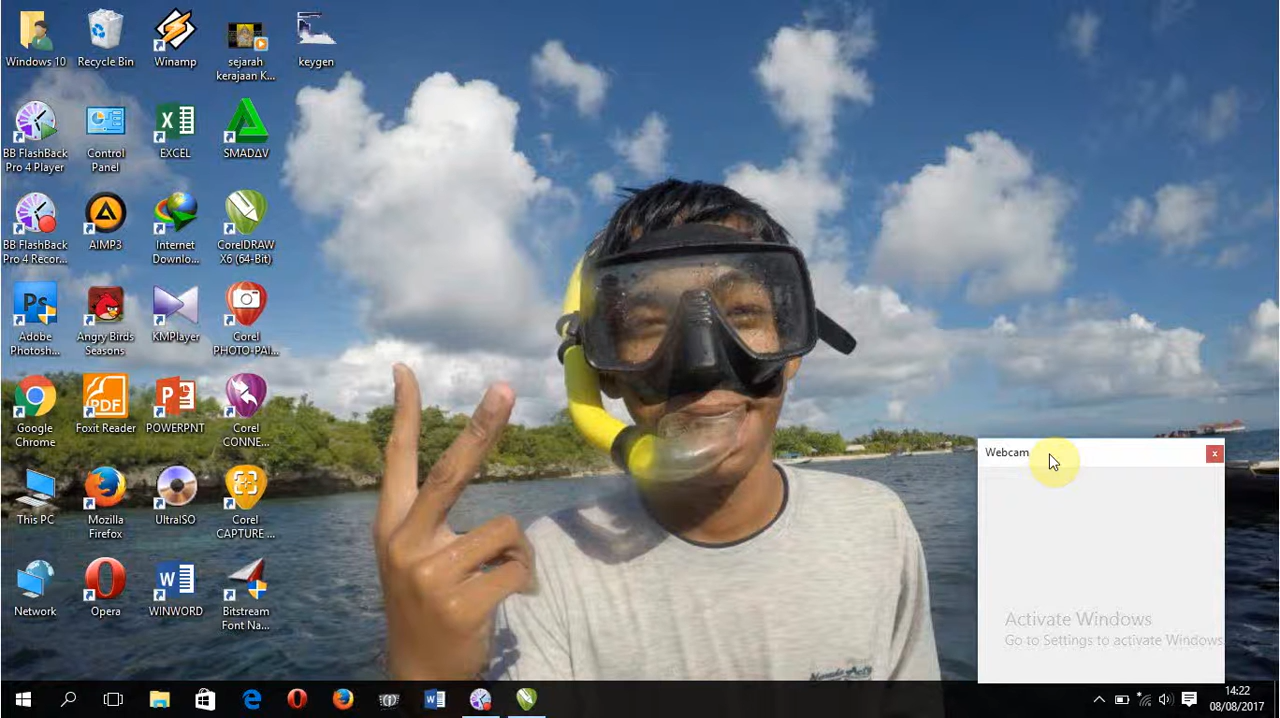 Windows 10
Recycle Bin
Winamp
sejarah
kerajaan K...
keygen
BB FlashBack
Pro 4 Player
Control
Panel
EXCEL
SMADΔV
BB FlashBack
Pro 4 Recor...
AIMP3
Internet
Downlo...
CorelDRAW
X6 (64-Bit)
Ps
Adobe
Photosh...
Angry Birds
Seasons
KMPlayer
Corel
PHOTO-PAI...
Google
Chrome
PDF
Foxit Reader
POWERPNT
Corel
CONNE...
This PC
Mozilla
Firefox
UltraISO
Corel
CAPTURE ...
Network
Opera
WINWORD
Bitstream
Font Na...
Webcam
x
Activate Windows
Go to Settings to activate Windows
14:22
08/08/2017